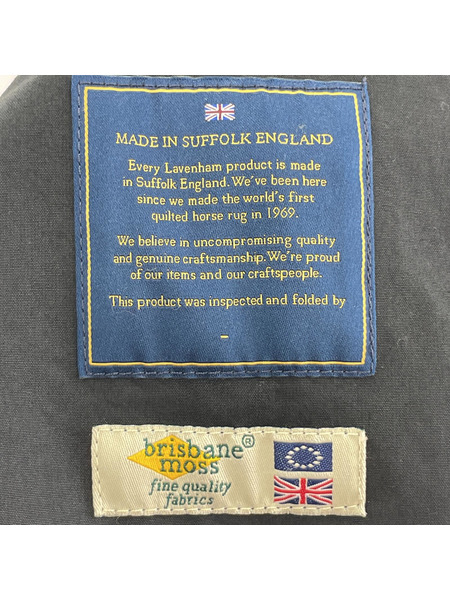 MADE IN SUFFOLK ENGLAND
Every Lavenham product is made
in Suffolk England. We've been here
since we made the world's first
quilted horse rug in 1969.
We believe in uncompromising quality
and genuine craftsmanship. We're proud
of our items and our craftspeople.
This product was inspected and folded by
-
brisbane®
moss
fine quality
fabrics